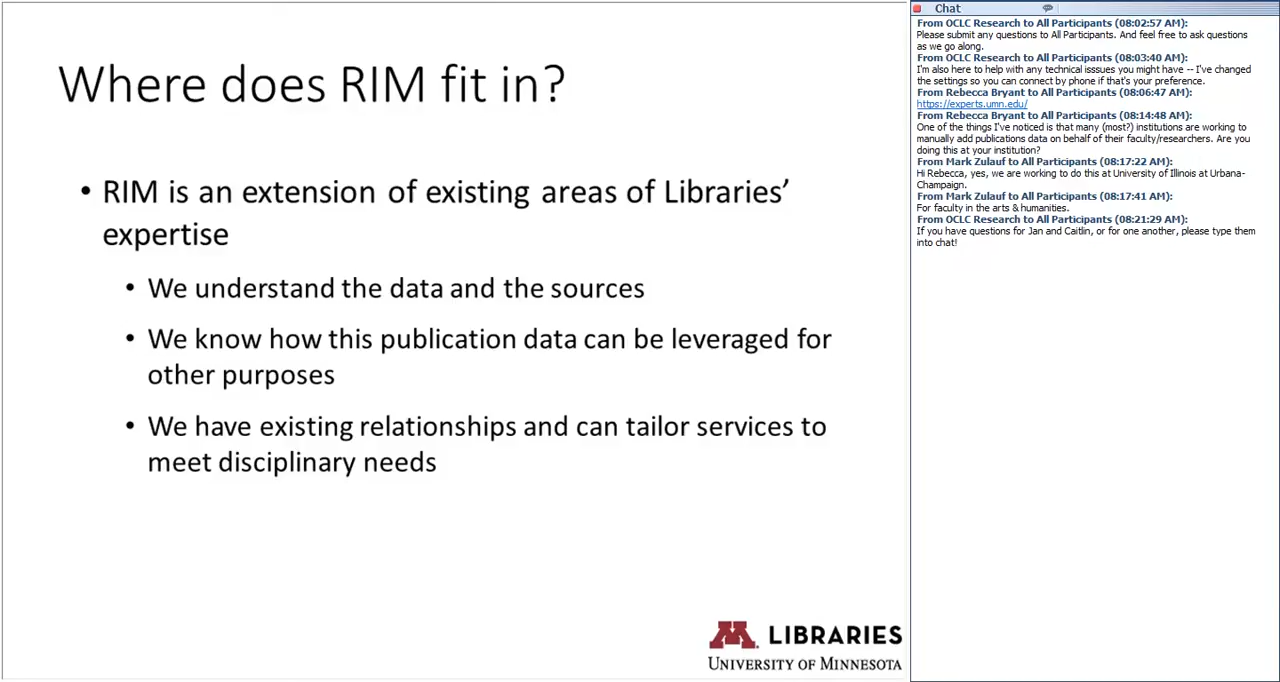 Where does RIM fit in?
• RIM is an extension of existing areas of Libraries’
expertise
• We understand the data and the sources
• We know how this publication data can be leveraged for
other purposes
• We have existing relationships and can tailor services to
meet disciplinary needs
M LIBRARIES
UNIVERSITY OF MINNESOTA
Chat
From OCLC Research to All Participants (08:02:57 AM):
Please submit any questions to All Participants. And feel free to ask questions
as we go along.
From OCLC Research to All Participants (08:03:40 AM):
I'm also here to help with any technical isssues you might have -- I've changed
the settings so you can connect by phone if that's your preference.
From Rebecca Bryant to All Participants (08:06:47 AM):
https://experts.umn.edu/
From Rebecca Bryant to All Participants (08:14:48 AM):
One of the things I've noticed is that many (most?) institutions are working to
manually add publications data on behalf of their faculty/researchers. Are you
doing this at your institution?
From Mark Zulauf to All Participants (08:17:22 AM):
Hi Rebecca, yes, we are working to do this at University of Illinois at Urbana-
Champaign.
From Mark Zulauf to All Participants (08:17:41 AM):
For faculty in the arts & humanities.
From OCLC Research to All Participants (08:21:29 AM):
If you have questions for Jan and Caitlin, or for one another, please type them
into chat!